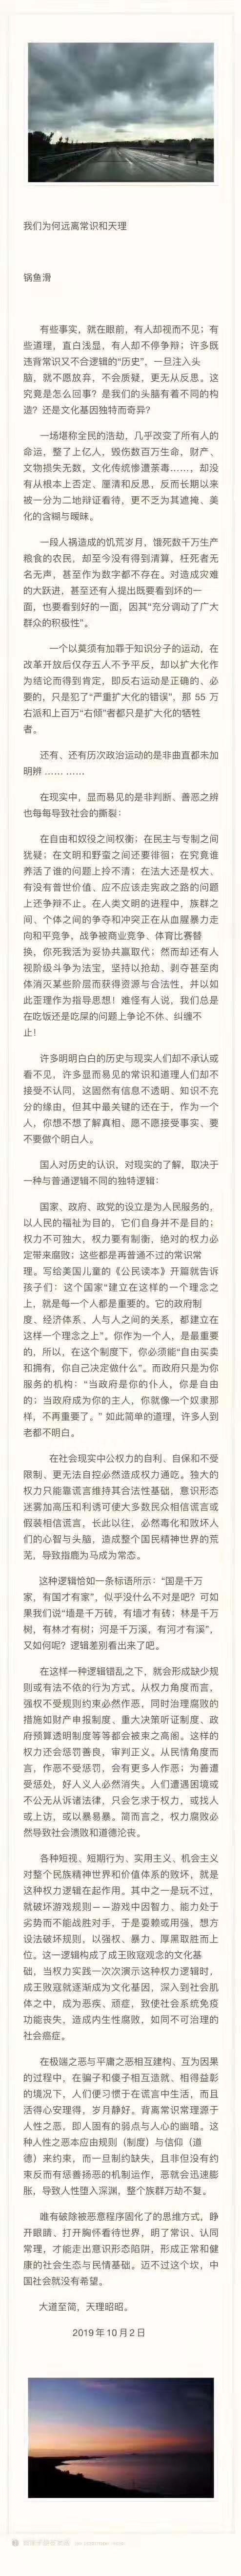 我们为何远离常识和天理
锅鱼滑
有些事实，就在眼前，有人却视而不见；有
些道理，直白浅显，有人却不停争辩；许多既
违背常识又不合逻辑的“历史”，一旦注入头
脑，就不愿放弃，不会质疑，更无从反思。这
究竟是怎么回事？是我们的头脑有着不同的构
造？还是文化基因独特而奇异？
一场堪称全民的浩劫，几乎改变了所有人的
命运，整了上亿人，毁伤数百万生命，财产、
文物损失无数，文化传统惨遭荼毒……，却没
有从根本上否定、厘清和反思，反而长期以来
被一分为二地辩证看待，更不乏为其遮掩、美
化的含糊与暧昧。
一段人祸造成的饥荒岁月，饿死数千万生产
粮食的农民，却至今没有得到清算，枉死者无
名无声，甚至作为数字都不存在。对造成灾难
的大跃进，甚至还有人提出既要看到坏的一
面，也要看到好的一面，因其“充分调动了广大
群众的积极性”。
一个以莫须有加罪于知识分子的运动，在
改革开放后仅存五人不予平反，却以扩大化作
为结论而得到肯定，即反右运动是正确的、必
要的，只是犯了“严重扩大化的错误”，那 55 万
右派和上百万“右倾”者都只是扩大化的牺牲
者。
还有、还有历次政治运动的是非曲直都未加
明辨 …… ……
在现实中，显而易见的是非判断、善恶之辨
也每每导致社会的撕裂：
在自由和奴役之间权衡；在民主与专制之间
犹疑；在文明和野蛮之间还要徘徊；在究竟谁
养活了谁的问题上拎不清；在法大还是权大、
有没有普世价值、应不应该走宪政之路的问题
上还争辩不止。在人类文明的进程中，族群之
间、个体之间的争夺和冲突正在从血腥暴力走
向和平竞争，战争被商业竞争、体育比赛替
换，你死我活为妥协共赢取代；然而却还有人
视阶级斗争为法宝，坚持以抢劫、剥夺甚至肉
体消灭某些阶层而获得资源与合法性，并以如
此歪理作为指导思想！难怪有人说，我们总是
在吃饭还是吃屎的问题上争论不休、纠缠不
止！
许多明明白白的历史与现实人们却不承认或
看不见，许多显而易见的常识和道理人们却不
接受不认同，这固然有信息不透明、知识不充
分的缘由，但其中最关键的还在于，作为一个
人，你想不想了解真相、愿不愿接受事实、要
不要做个明白人。
国人对历史的认识，对现实的了解，取决于
一种与普通逻辑不同的独特逻辑：
国家、政府、政党的设立是为人民服务的，
以人民的福祉为目的，它们自身并不是目的；
权力不可独大，权力要有制衡，绝对的权力必
定带来腐败；这些都是再普通不过的常识常
理。写给美国儿童的《公民读本》开篇就告诉
孩子们：这个国家“建立在这样的一个理念之
上，就是每一个人都是重要的。它的政府制
度、经济体系、人与人之间的关系，都建立在
这样一个理念之上”。你作为一个人，是最重要
的，所以，在这个制度下，你必须能“自由买卖
和拥有，你自己决定做什么”。而政府只是为你
服务的机构：“当政府是你的仆人，你是自由
的；当政府成为你的主人，你就像一个奴隶那
样，不再重要了。” 如此简单的道理，许多人到
老都不明白。
在社会现实中公权力的自利、自保和不受
限制、更无法自控必然造成权力通吃。独大的
权力只能靠谎言维持其合法性基础，意识形态
迷雾加高压和利诱可使大多数民众相信谎言或
假装相信谎言，长此以往，必然毒化和败坏人
们的心智与头脑，造成整个国民精神世界的荒
芜，导致指鹿为马成为常态。
这种逻辑恰如一条标语所示：“国是千万
家，有国才有家”，似乎没什么不对是吧？可如
果我们说“墙是千万砖，有墙才有砖；林是千万
树，有林才有树；河是千万溪，有河才有溪”，
又如何呢？逻辑差别看出来了吧。
在这样一种逻辑错乱之下，就会形成缺少规
则或有法不依的行为方式。从权力角度而言，
强权不受规则约束必然作恶，同时治理腐败的
措施如财产申报制度、重大决策听证制度、政
府预算透明制度等等都会被束之高阁。这样的
权力还会惩罚善良，审判正义。从民情角度而
言，作恶不受惩罚，会有更多人作恶；为善遭
受惩处，好人义人必然消失。人们遭遇困境或
不公无从诉诸法律，只会乞求于权力，或找人
或上访，或以暴易暴。简而言之，权力腐败必
然导致社会溃败和道德沦丧。
各种短视、短期行为、实用主义、机会主义
对整个民族精神世界和价值体系的败坏，就是
这种权力逻辑在起作用。其中之一是玩不过，
就破坏游戏规则——游戏中因智力、能力处于
劣势而不能战胜对手，于是耍赖或用强，想方
设法破坏规则，以强权、暴力、厚黑取胜而上
位。这一逻辑构成了成王败寇观念的文化基
础，当权力实践一次次演示这种权力逻辑时，
成王败寇就逐渐成为文化基因，深入到社会肌
体之中，成为恶疾、顽症，致使社会系统免疫
功能丧失，造成内生性腐败，如同不可治理的
社会癌症。
在极端之恶与平庸之恶相互建构、互为因果
的过程中，在骗子和傻子相互造就、相得益彰
的境况下，人们便习惯于在谎言中生活，而且
活得心安理得，岁月静好。背离常识常理源于
人性之恶，即人固有的弱点与人心的幽暗。这
种人性之恶本应由规则（制度）与信仰（道
德）来约束，而一旦制约缺失，且非但没有约
束反而有惩善扬恶的机制运作，恶就会迅速膨
胀，导致人性堕入深渊，整个族群万劫不复。
唯有破除被恶意程序固化了的思维方式，睁
开眼睛、打开胸怀看待世界，明了常识、认同
常理，才能走出意识形态陷阱，形成正常和健
康的社会生态与民情基础。迈不过这个坎，中
国社会就没有希望。
大道至简，天理昭昭。
2019 年 10 月 2 日